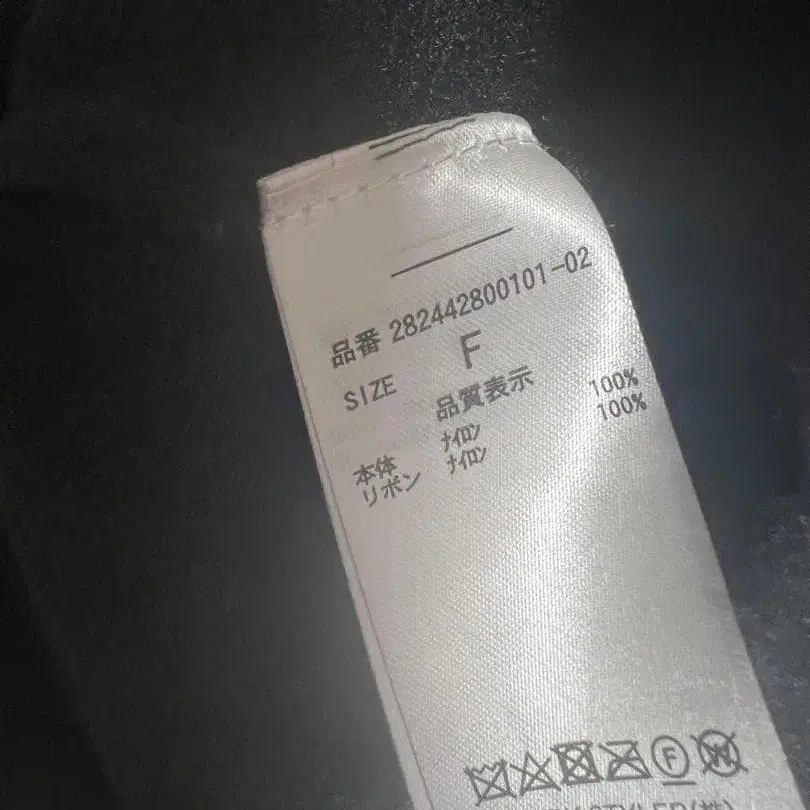 品番 282442800101-02
SIZE F
品質表示
本体 ナイロン 100%
リボン ナイロン 100%
F W